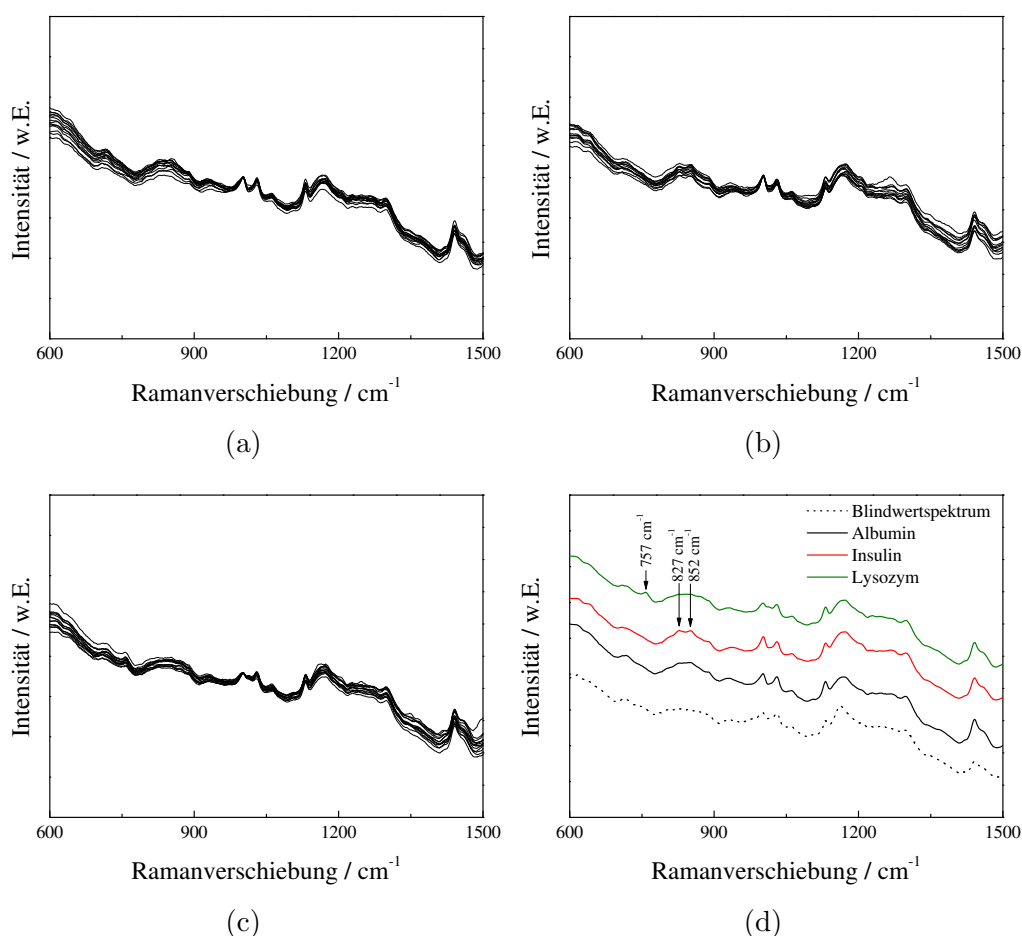 Intensität / w.E.
600
900
1200
1500
Ramanverschiebung / cm⁻¹
(a)
Intensität / w.E.
600
900
1200
1500
Ramanverschiebung / cm⁻¹
(b)
Intensität / w.E.
600
900
1200
1500
Ramanverschiebung / cm⁻¹
(c)
Intensität / w.E.
757 cm⁻¹
827 cm⁻¹
852 cm⁻¹
Blindwertspektrum
Albumin
Insulin
Lysozym
600
900
1200
1500
Ramanverschiebung / cm⁻¹
(d)